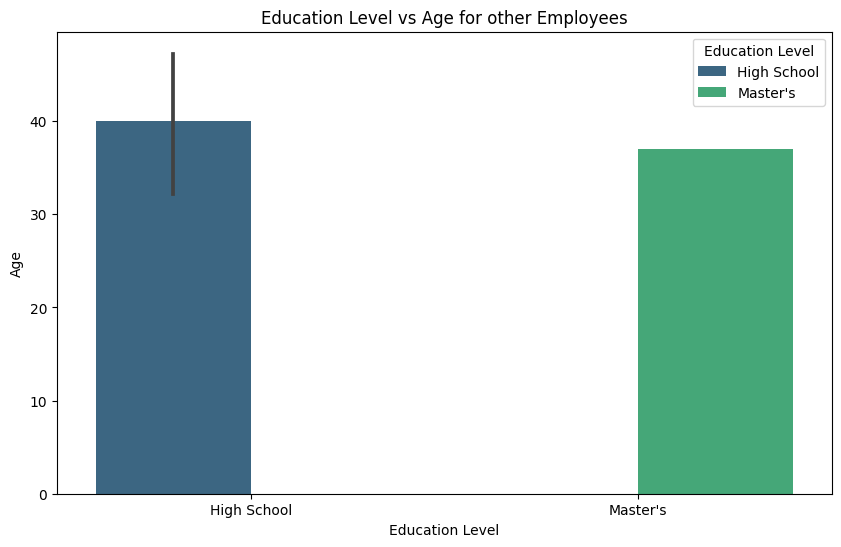 Education Level vs Age for other Employees
Education Level
High School
Master's
40
30
20
10
0
Age
High School
Master's
Education Level